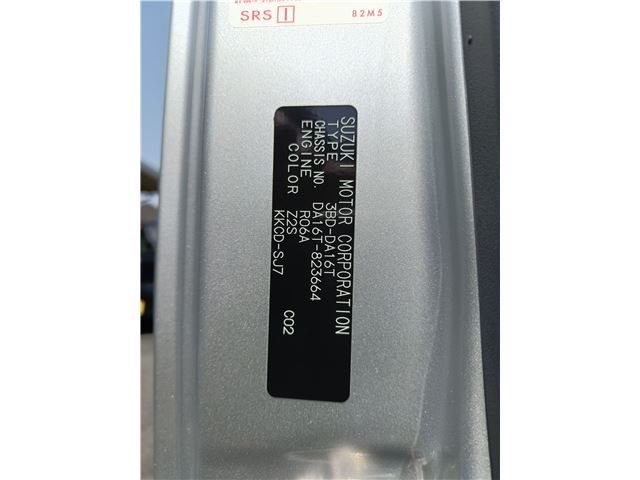 SRS I
82M5
SUZUKI MOTOR CORPORATION
TYPE 3BD-DA16T
CHASSIS NO. DA16T-823664
ENGINE R06A
COLOR Z2S C02
KKCD-SJ7